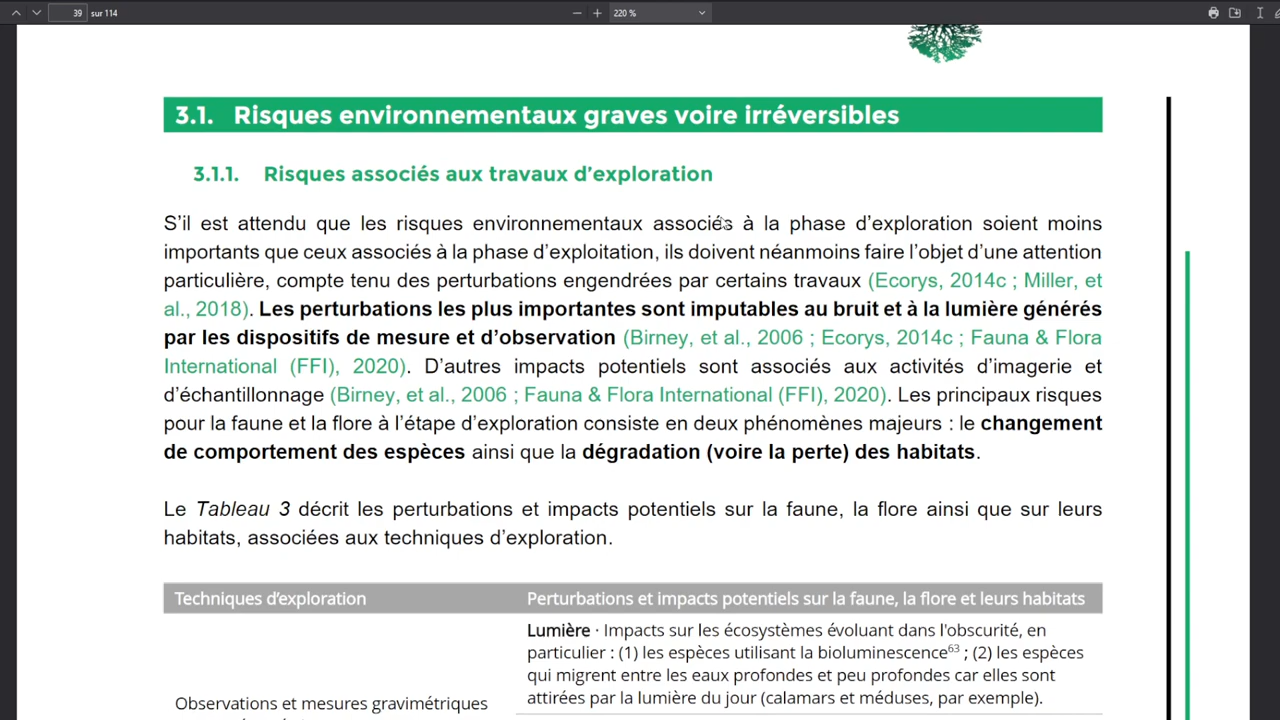 39 sur 114
220 %
3.1. Risques environnementaux graves voire irréversibles
3.1.1. Risques associés aux travaux d’exploration
S’il est attendu que les risques environnementaux associés à la phase d’exploration soient moins
importants que ceux associés à la phase d’exploitation, ils doivent néanmoins faire l’objet d’une attention
particulière, compte tenu des perturbations engendrées par certains travaux (Ecorys, 2014c ; Miller, et
al., 2018). Les perturbations les plus importantes sont imputables au bruit et à la lumière générés
par les dispositifs de mesure et d’observation (Birney, et al., 2006 ; Ecorys, 2014c ; Fauna & Flora
International (FFI), 2020). D’autres impacts potentiels sont associés aux activités d’imagerie et
d’échantillonnage (Birney, et al., 2006 ; Fauna & Flora International (FFI), 2020). Les principaux risques
pour la faune et la flore à l’étape d’exploration consiste en deux phénomènes majeurs : le changement
de comportement des espèces ainsi que la dégradation (voire la perte) des habitats.
Le Tableau 3 décrit les perturbations et impacts potentiels sur la faune, la flore ainsi que sur leurs
habitats, associées aux techniques d’exploration.
Techniques d’exploration Perturbations et impacts potentiels sur la faune, la flore et leurs habitats
Lumière · Impacts sur les écosystèmes évoluant dans l'obscurité, en
particulier : (1) les espèces utilisant la bioluminescence63 ; (2) les espèces
qui migrent entre les eaux profondes et peu profondes car elles sont
attirées par la lumière du jour (calamars et méduses, par exemple).
Observations et mesures gravimétriques